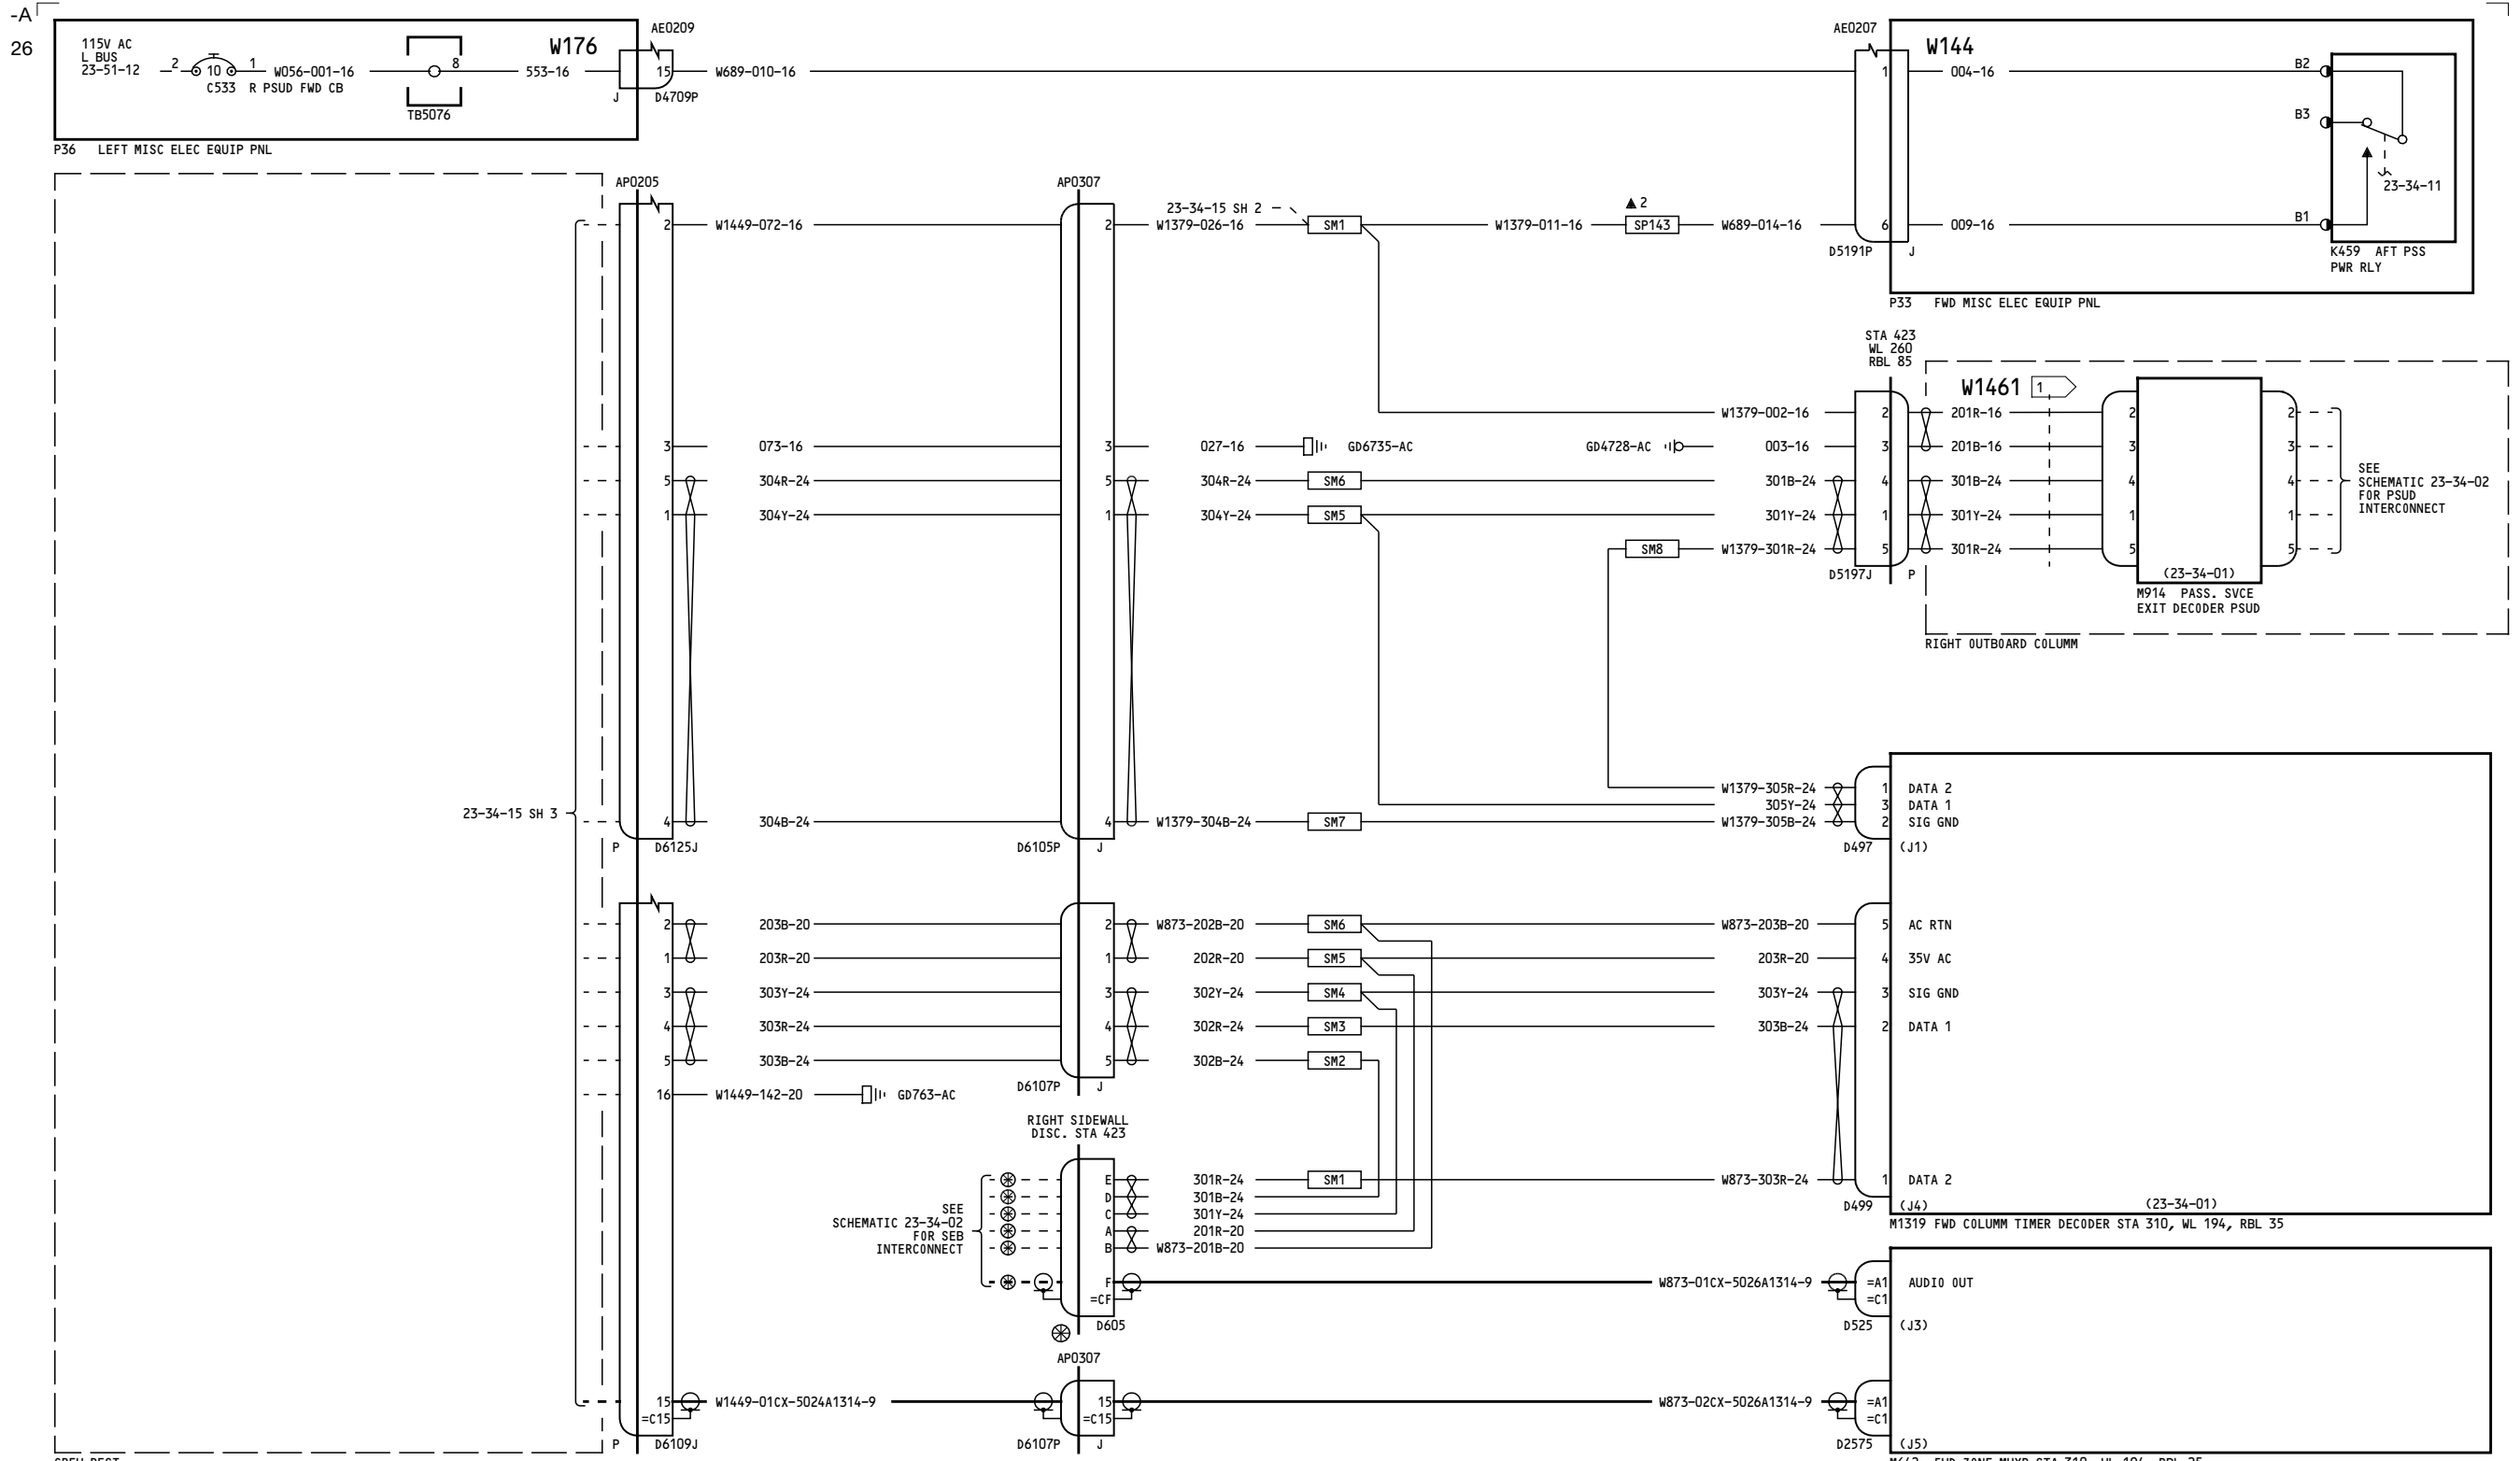 -A
26
115V AC
L BUS
23-51-12
2
10
1
W056-001-16
C533 R PSUD FWD CB
8
TB5076
W176
553-16
AE0209
15
J
D4709P
W689-010-16
P36 LEFT MISC ELEC EQUIP PNL
AE0207
W144
1
004-16
B2
B3
23-34-11
B1
6
009-16
D5191P
J
K459 AFT PSS
PWR RLY
P33 FWD MISC ELEC EQUIP PNL
AP0205
AP0307
23-34-15 SH 2
2
W1449-072-16
2
W1379-026-16
SM1
W1379-011-16
2
SP143
W689-014-16
STA 423
WL 260
RBL 85
W1461
1
W1379-002-16
2
201R-16
2
2
3
073-16
3
027-16
GD6735-AC
GD4728-AC
003-16
3
201B-16
3
3
5
304R-24
5
304R-24
SM6
301B-24
4
301B-24
4
4
1
304Y-24
1
304Y-24
SM5
301Y-24
1
301Y-24
1
1
SM8
W1379-301R-24
5
301R-24
5
5
D5197J
P
(23-34-01)
M914 PASS. SVCE
EXIT DECODER PSUD
SEE
SCHEMATIC 23-34-02
FOR PSUD
INTERCONNECT
RIGHT OUTBOARD COLUMM
23-34-15 SH 3
W1379-305R-24
1
DATA 2
305Y-24
3
DATA 1
4
304B-24
4
W1379-304B-24
SM7
W1379-305B-24
2
SIG GND
P
D6125J
D6105P
J
D497
(J1)
2
203B-20
2
W873-202B-20
SM6
W873-203B-20
5
AC RTN
1
203R-20
1
202R-20
SM5
203R-20
4
35V AC
3
303Y-24
3
302Y-24
SM4
303Y-24
3
SIG GND
4
303R-24
4
302R-24
SM3
303B-24
2
DATA 1
5
303B-24
5
302B-24
SM2
D6107P
J
16
W1449-142-20
GD763-AC
RIGHT SIDEWALL
DISC. STA 423
SEE
SCHEMATIC 23-34-02
FOR SEB
INTERCONNECT
E
301R-24
SM1
W873-303R-24
1
DATA 2
D
301B-24
C
301Y-24
A
201R-20
B
W873-201B-20
D499
(J4)
(23-34-01)
M1319 FWD COLUMM TIMER DECODER STA 310, WL 194, RBL 35
F
=CF
D605
W873-01CX-5026A1314-9
=A1
AUDIO OUT
=C1
D525
(J3)
AP0307
15
=C15
W1449-01CX-5024A1314-9
15
=C15
W873-02CX-5026A1314-9
=A1
=C1
P
D6109J
D6107P
J
D2575
(J5)